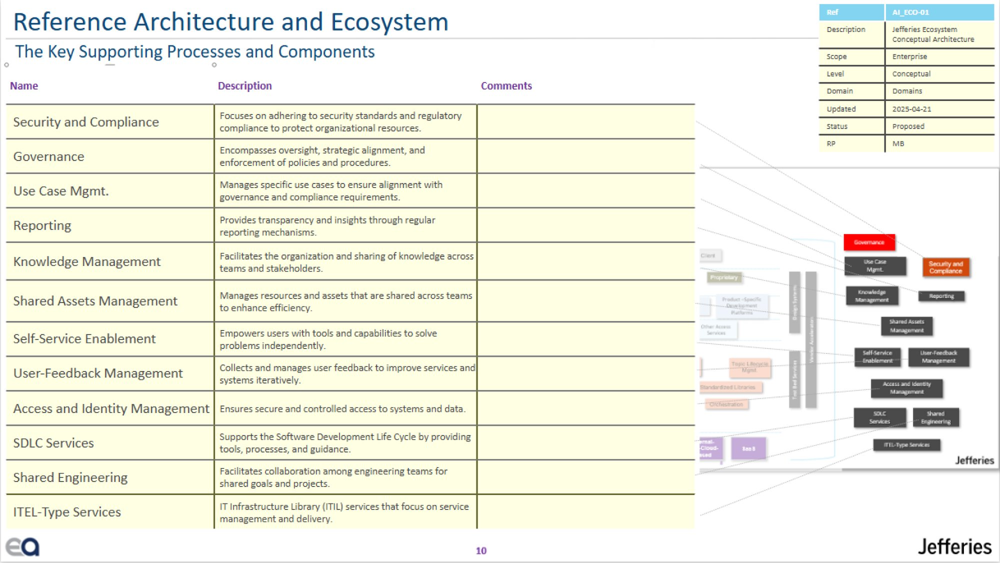 Reference Architecture and Ecosystem
The Key Supporting Processes and Components
Ref AI_ECO-01
Description Jefferies Ecosystem
Conceptual Architecture
Scope Enterprise
Level Conceptual
Domain Domains
Updated 2025-04-21
Status Proposed
RP MB
Name Description Comments
Security and Compliance
Focuses on adhering to security standards and regulatory
compliance to protect organizational resources.
Governance
Encompasses oversight, strategic alignment, and
enforcement of policies and procedures.
Use Case Mgmt.
Manages specific use cases to ensure alignment with
governance and compliance requirements.
Reporting
Provides transparency and insights through regular
reporting mechanisms.
Knowledge Management
Facilitates the organization and sharing of knowledge across
teams and stakeholders.
Shared Assets Management
Manages resources and assets that are shared across teams
to enhance efficiency.
Self-Service Enablement
Empowers users with tools and capabilities to solve
problems independently.
User-Feedback Management
Collects and manages user feedback to improve services and
systems iteratively.
Access and Identity Management
Ensures secure and controlled access to systems and data.
SDLC Services
Supports the Software Development Life Cycle by providing
tools, processes, and guidance.
Shared Engineering
Facilitates collaboration among engineering teams for
shared goals and projects.
ITEL-Type Services
IT Infrastructure Library (ITIL) services that focus on service
management and delivery.
Client
Proprietary
Product -Specific
Development
Platforms
Other Access
Services
Topic Lifecycle
Mgmt.
Standardized Libraries
Orchestration
-Cloud-
SaaS
Design Systems
Test Bed Services
Vendor Accelerators
Governance
Use Case
Mgmt.
Security and
Compliance
Knowledge
Management
Reporting
Shared Assets
Management
Self-Service
Enablement
User-Feedback
Management
Access and Identity
Management
SDLC
Services
Shared
Engineering
ITEL-Type Services
Jefferies
ea
10
Jefferies